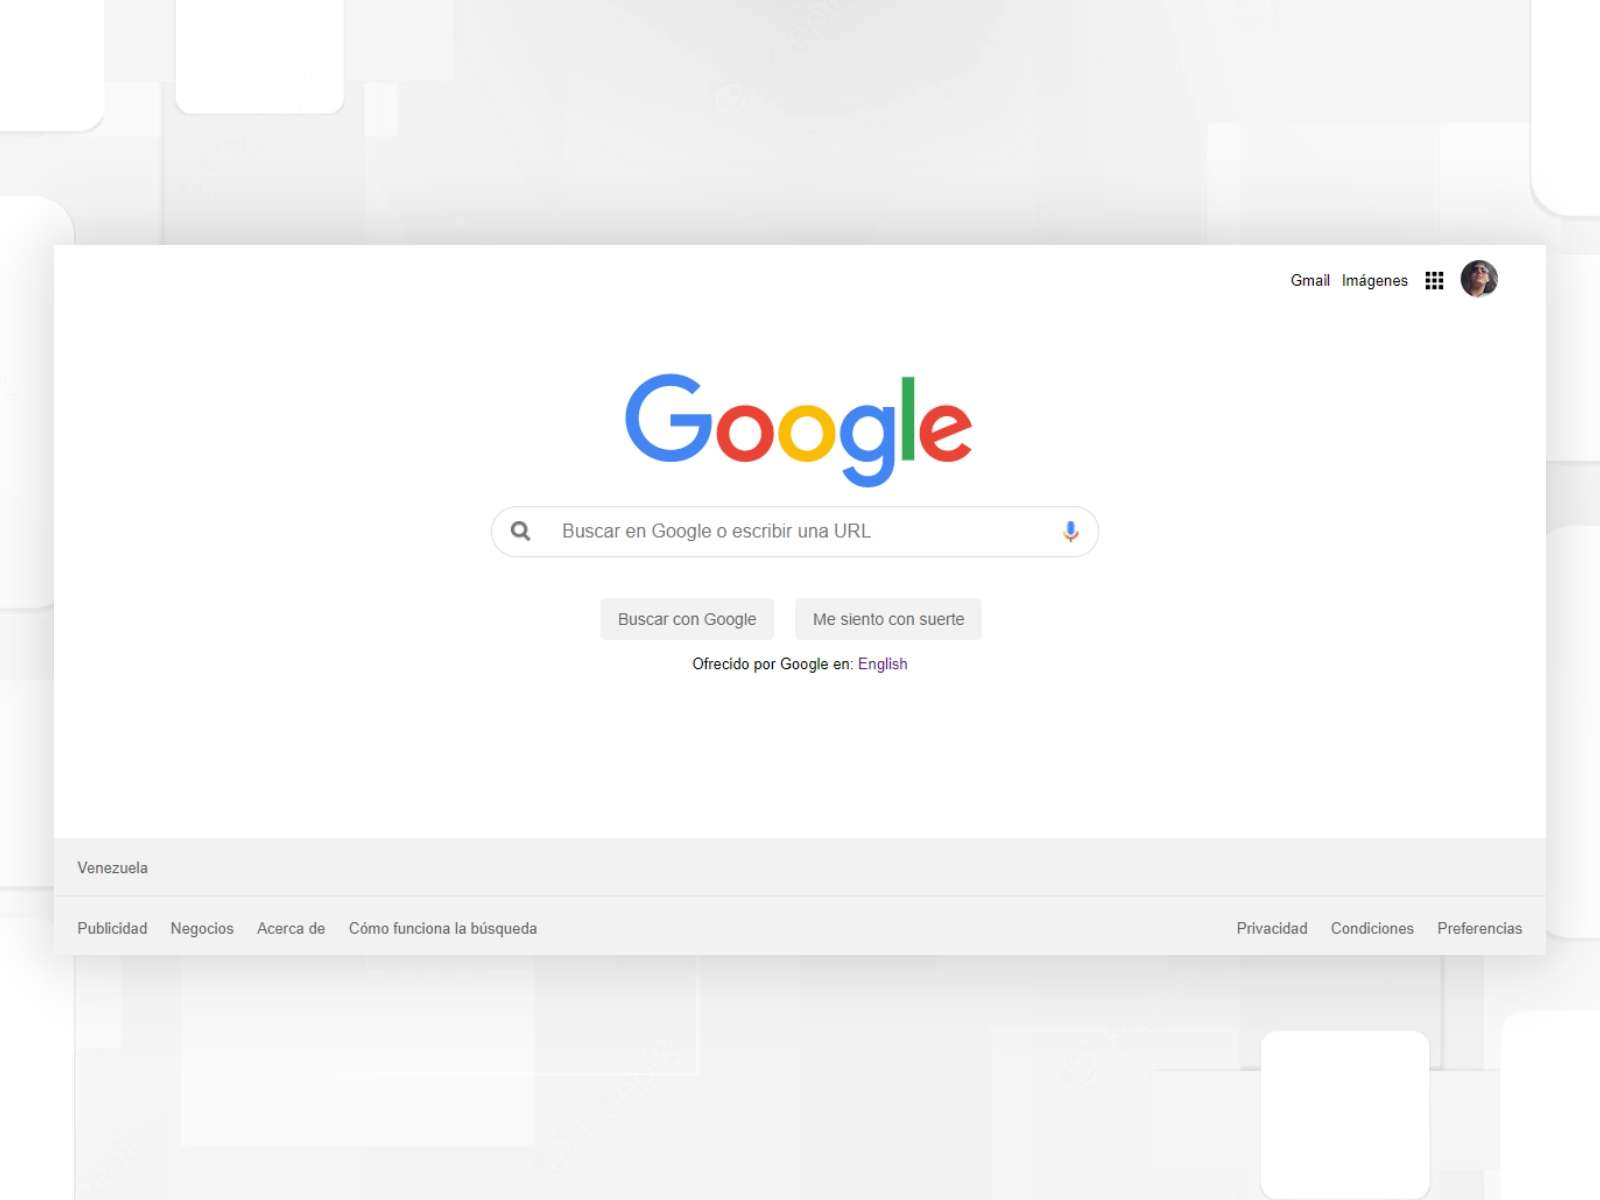 Gmail Imágenes
Google
Buscar en Google o escribir una URL
Buscar con Google Me siento con suerte
Ofrecido por Google en: English
Venezuela
Publicidad Negocios Acerca de Cómo funciona la búsqueda Privacidad Condiciones Preferencias